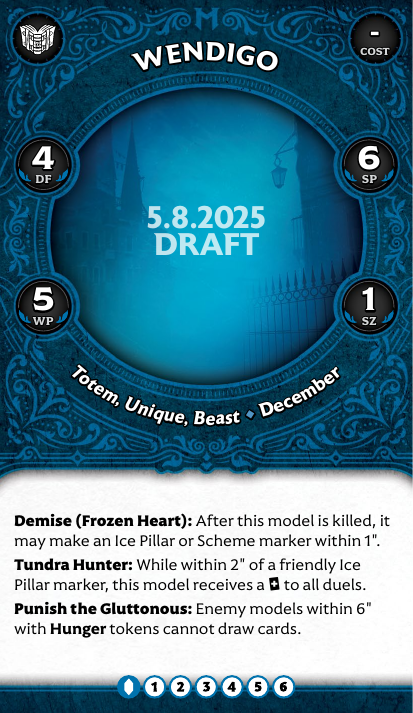 WENDIGO
-
COST
4
DF
6
SP
5.8.2025
DRAFT
5
WP
1
SZ
Totem, Unique, Beast ⬥ December
Demise (Frozen Heart): After this model is killed, it
may make an Ice Pillar or Scheme marker within 1".
Tundra Hunter: While within 2" of a friendly Ice
Pillar marker, this model receives a 🂠 to all duels.
Punish the Gluttonous: Enemy models within 6"
with Hunger tokens cannot draw cards.
1 2 3 4 5 6